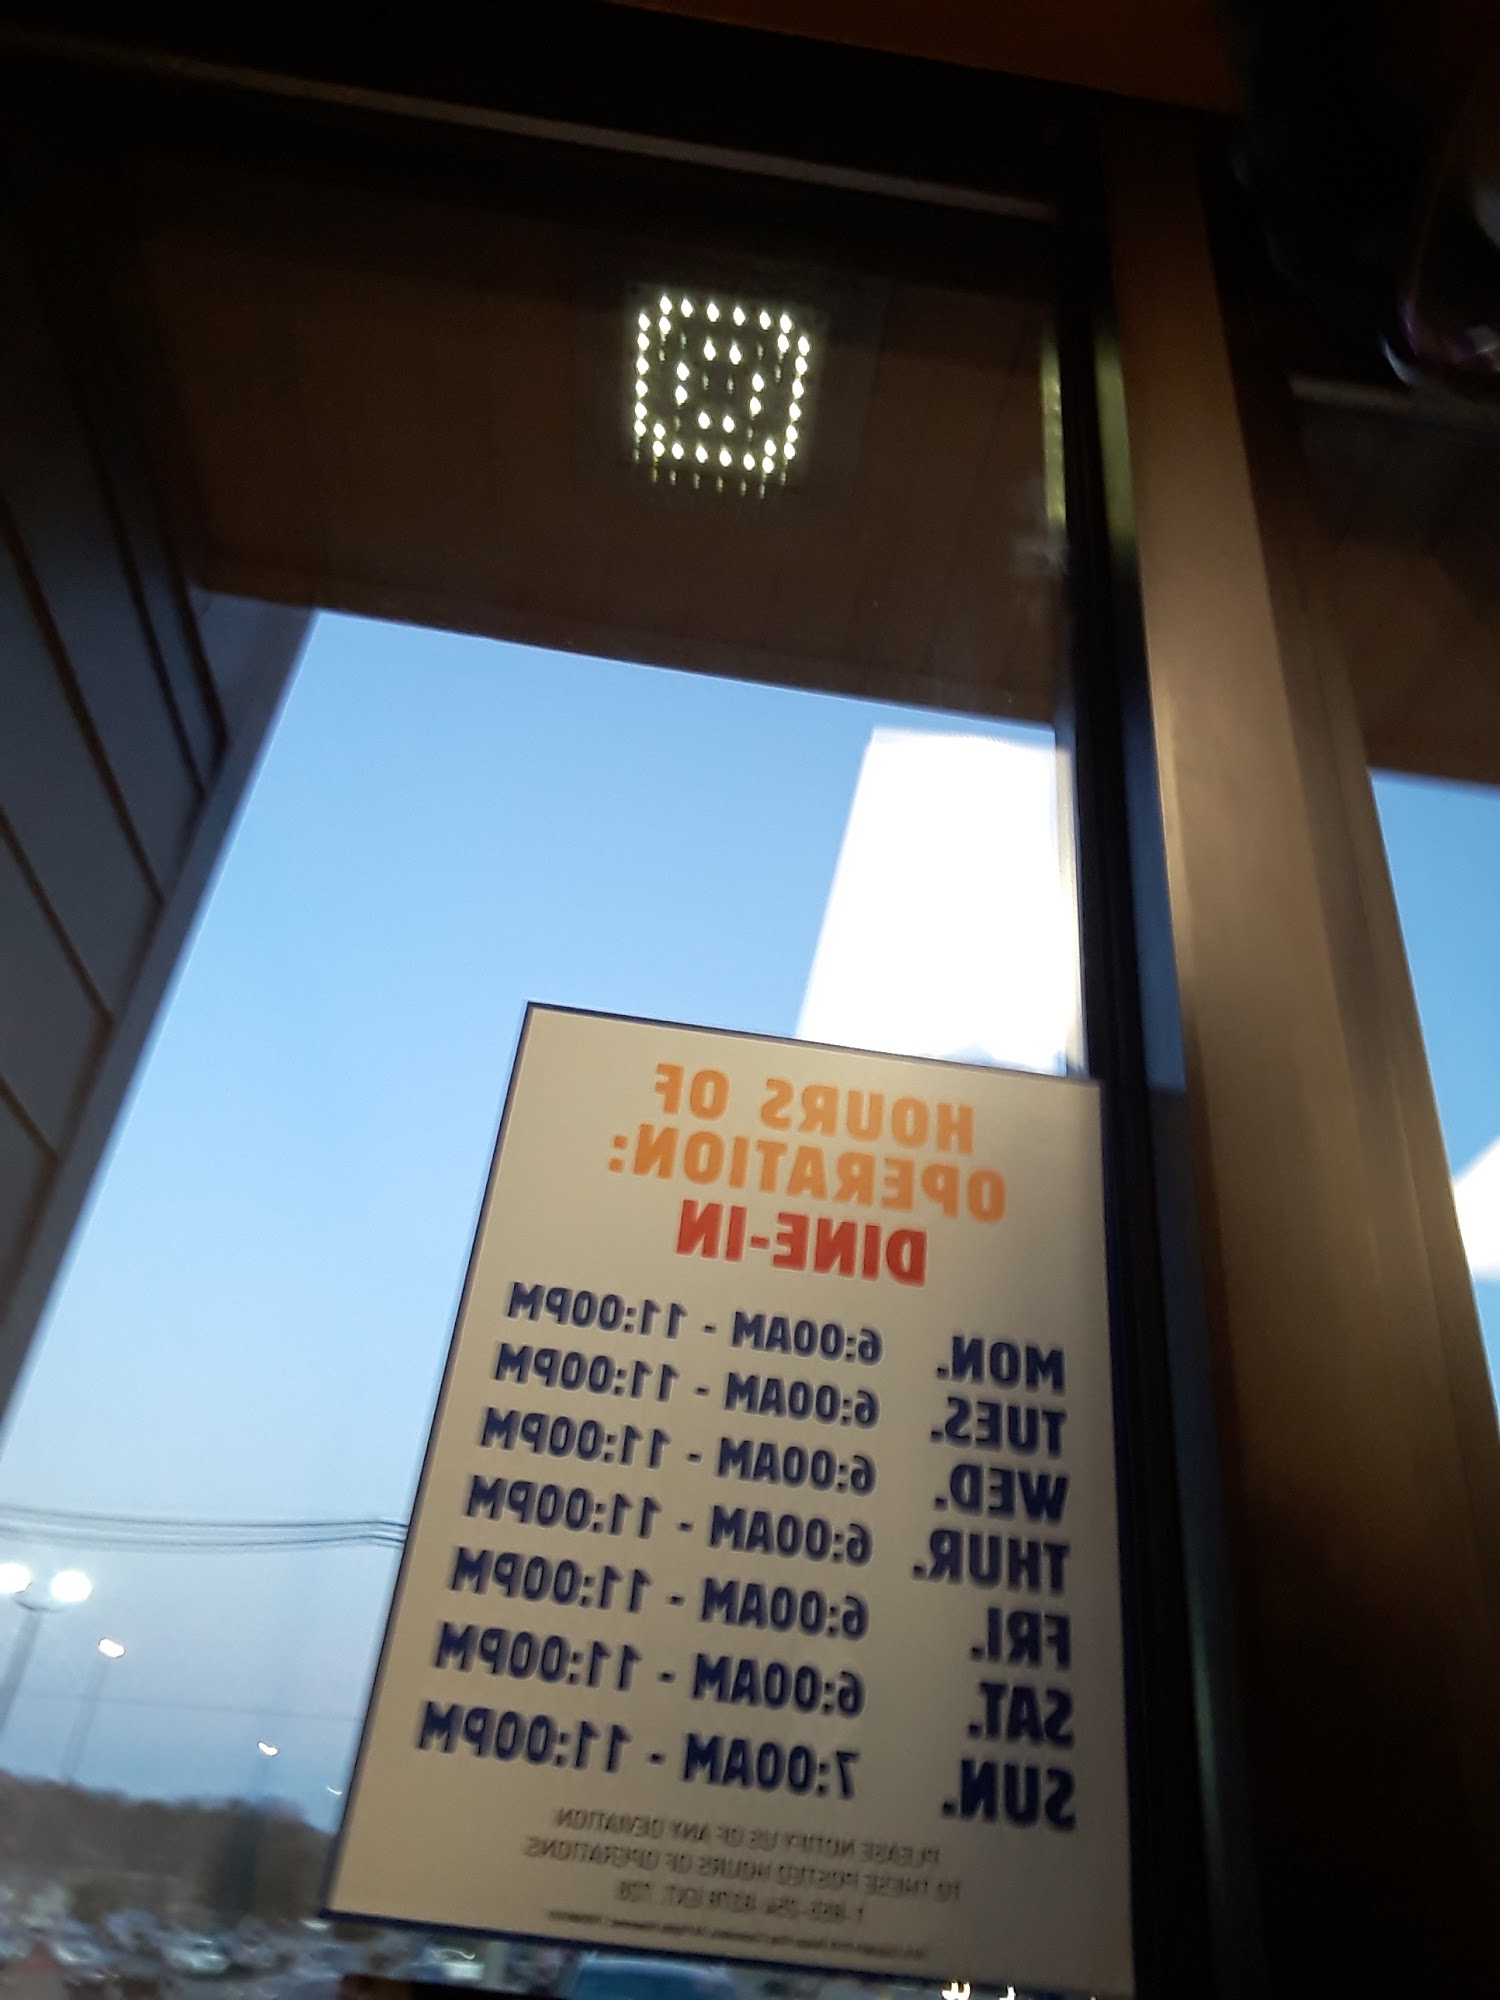 HOURS OF
OPERATION:
DINE-IN
MON. 6:00AM - 11:00PM
TUES. 6:00AM - 11:00PM
WED. 6:00AM - 11:00PM
THUR. 6:00AM - 11:00PM
FRI. 6:00AM - 11:00PM
SAT. 6:00AM - 11:00PM
SUN. 7:00AM - 11:00PM
PLEASE NOTIFY US OF ANY DEVIATION
TO THESE POSTED HOURS OF OPERATIONS